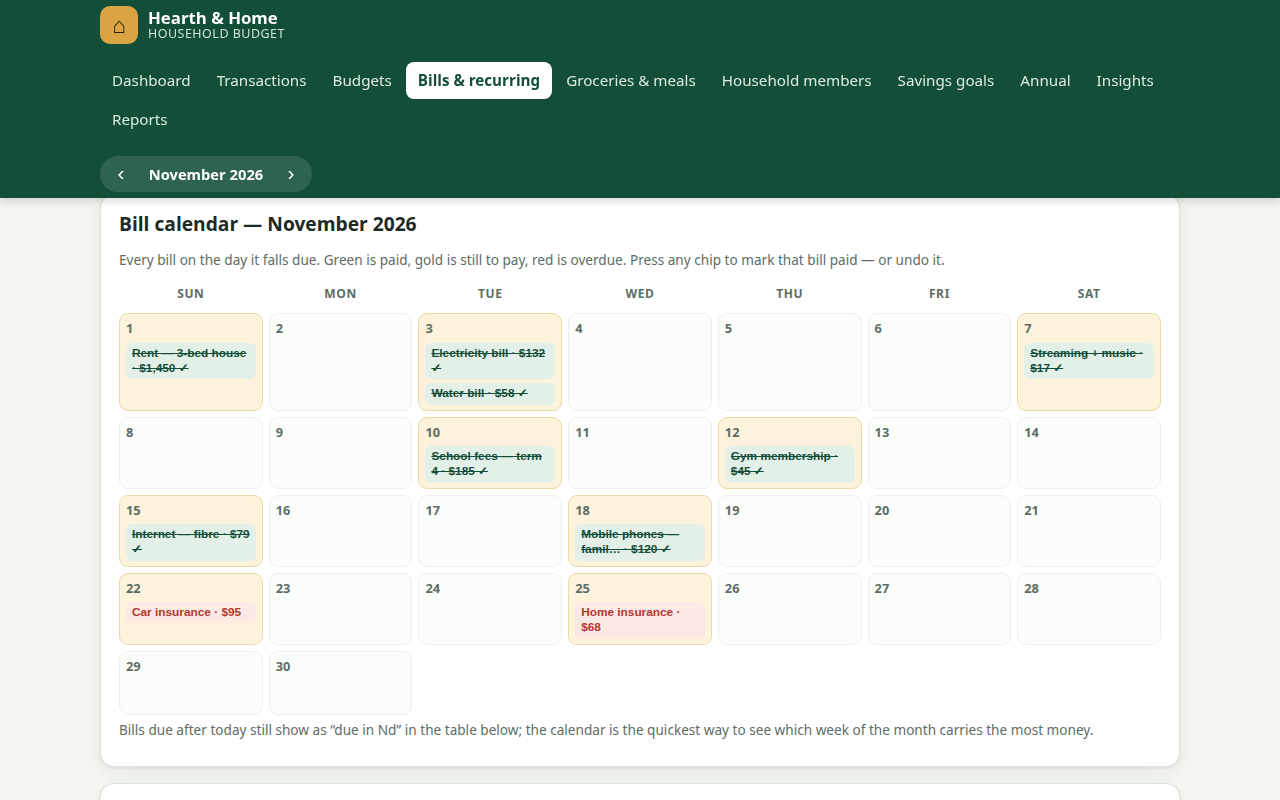 ⌂
Hearth & Home
HOUSEHOLD BUDGET
Dashboard Transactions Budgets Bills & recurring Groceries & meals Household members Savings goals Annual Insights
Reports
‹ November 2026 ›
Bill calendar — November 2026
Every bill on the day it falls due. Green is paid, gold is still to pay, red is overdue. Press any chip to mark that bill paid — or undo it.
SUN MON TUE WED THU FRI SAT
1
Rent — 3-bed house
· $1,450 ✓
2
3
Electricity bill · $132
✓
Water bill · $58 ✓
4
5
6
7
Streaming + music ·
$17 ✓
8
9
10
School fees — term
4 · $185 ✓
11
12
Gym membership ·
$45 ✓
13
14
15
Internet — fibre · $79
✓
16
17
18
Mobile phones —
famil… · $120 ✓
19
20
21
22
Car insurance · $95
23
24
25
Home insurance ·
$68
26
27
28
29
30
Bills due after today still show as “due in Nd” in the table below; the calendar is the quickest way to see which week of the month carries the most money.